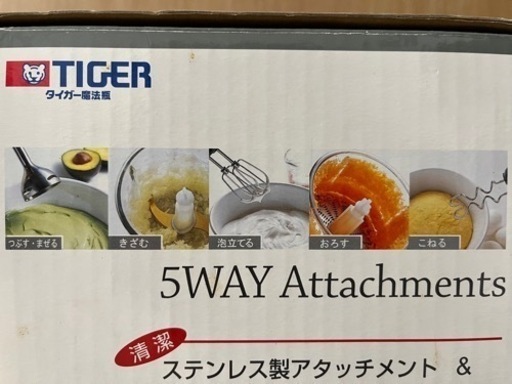 TIGER
タイガー魔法瓶
つぶす・まぜる
きざむ
泡立てる
おろす
こねる
5WAY Attachments
清潔
ステンレス製アタッチメント &